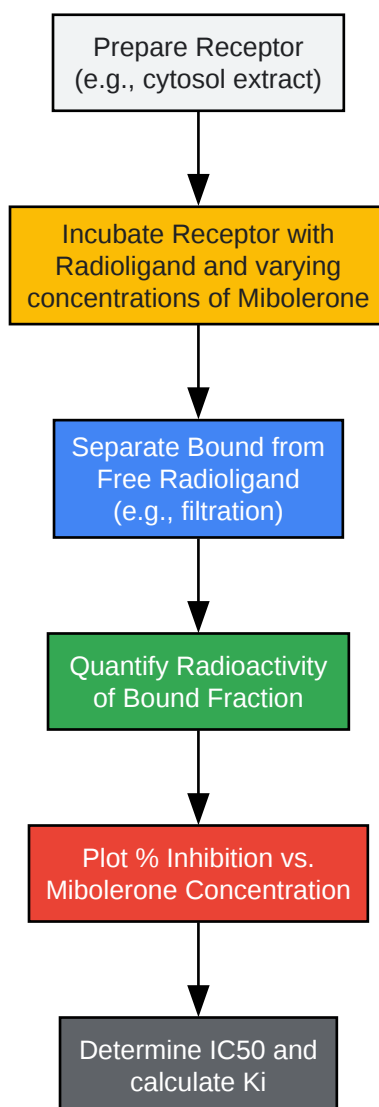 Prepare Receptor
(e.g., cytosol extract)
Incubate Receptor with
Radioligand and varying
concentrations of Mibolerone
Separate Bound from
Free Radioligand
(e.g., filtration)
Quantify Radioactivity
of Bound Fraction
Plot % Inhibition vs.
Mibolerone Concentration
Determine IC50 and
calculate Ki